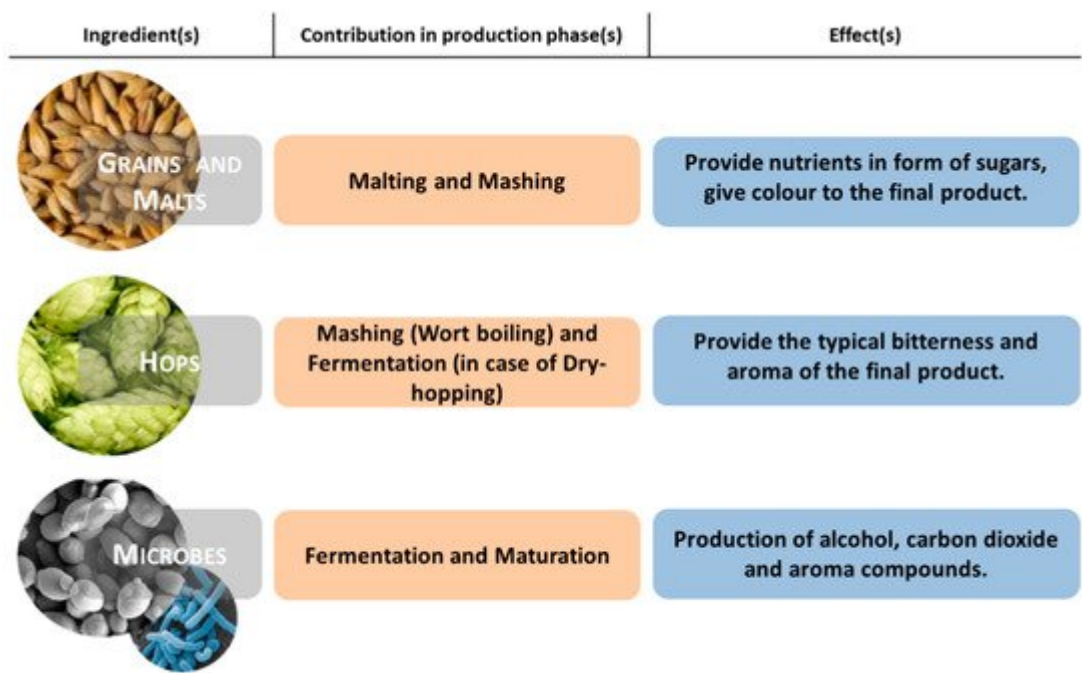 Ingredient(s)
Contribution in production phase(s)
Effect(s)
GRAINS AND
MALTS
Malting and Mashing
Provide nutrients in form of sugars,
give colour to the final product.
HOPS
Mashing (Wort boiling) and
Fermentation (in case of Dry-
hopping)
Provide the typical bitterness and
aroma of the final product.
MICROBES
Fermentation and Maturation
Production of alcohol, carbon dioxide
and aroma compounds.